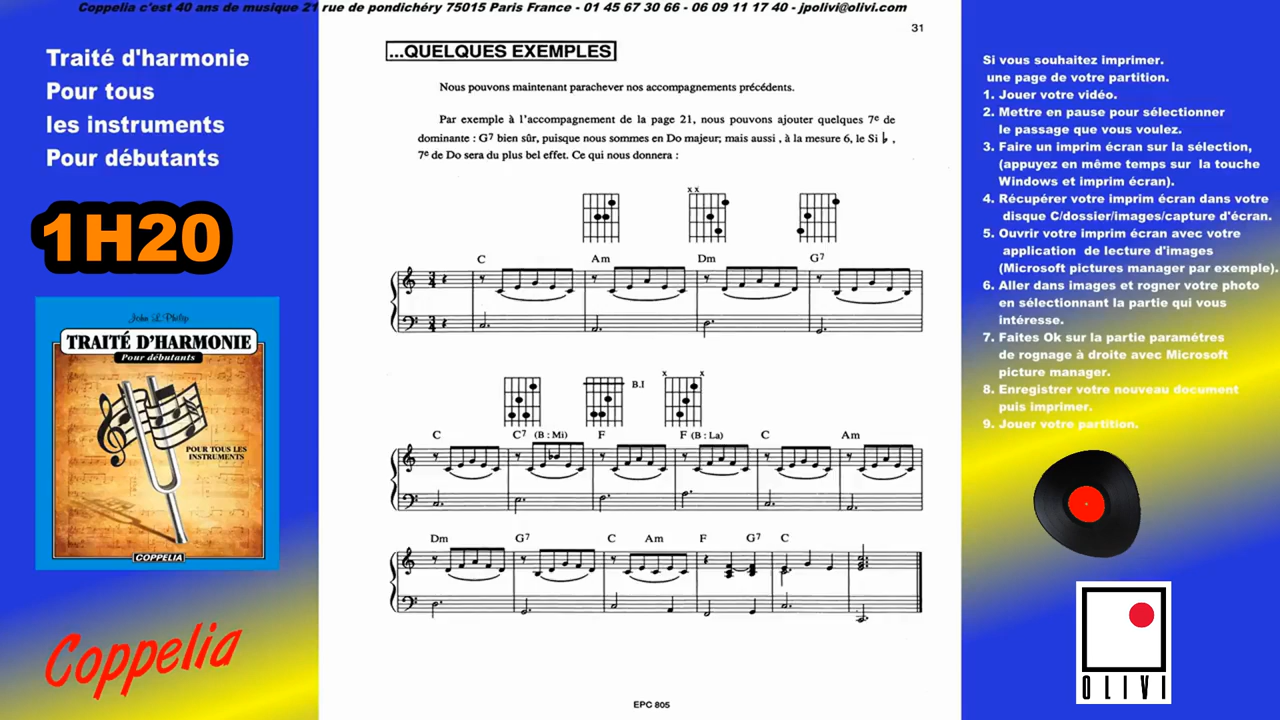 Coppelia c'est 40 ans de musique 21 rue de pondichéry 75015 Paris France - 01 45 67 30 66 - 06 09 11 17 40 - jpolivi@olivi.com
Traité d'harmonie
Pour tous
les instruments
Pour débutants
1H20
John L. Philip
TRAITÉ D'HARMONIE
Pour débutants
POUR TOUS LES
INSTRUMENTS
COPPELIA
Coppelia
31
...QUELQUES EXEMPLES
Nous pouvons maintenant parachever nos accompagnements précédents.
Par exemple à l'accompagnement de la page 21, nous pouvons ajouter quelques 7e de
dominante : G7 bien sûr, puisque nous sommes en Do majeur; mais aussi , à la mesure 6, le Si ♭ ,
7e de Do sera du plus bel effet. Ce qui nous donnera :
x x
C Am Dm G7
3 4
3 4
B.I x x
C C7 (B : Mi) F F (B : La) C Am
Dm G7 C Am F G7 C
EPC 805
Si vous souhaitez imprimer.
une page de votre partition.
1. Jouer votre vidéo.
2. Mettre en pause pour sélectionner
le passage que vous voulez.
3. Faire un imprim écran sur la sélection,
(appuyez en même temps sur la touche
Windows et imprim écran).
4. Récupérer votre imprim écran dans votre
disque C/dossier/images/capture d'écran.
5. Ouvrir votre imprim écran avec votre
application de lecture d'images
(Microsoft pictures manager par exemple).
6. Aller dans images et rogner votre photo
en sélectionnant la partie qui vous
intéresse.
7. Faites Ok sur la partie paramétres
de rognage à droite avec Microsoft
picture manager.
8. Enregistrer votre nouveau document
puis imprimer.
9. Jouer votre partition.
OLIVI